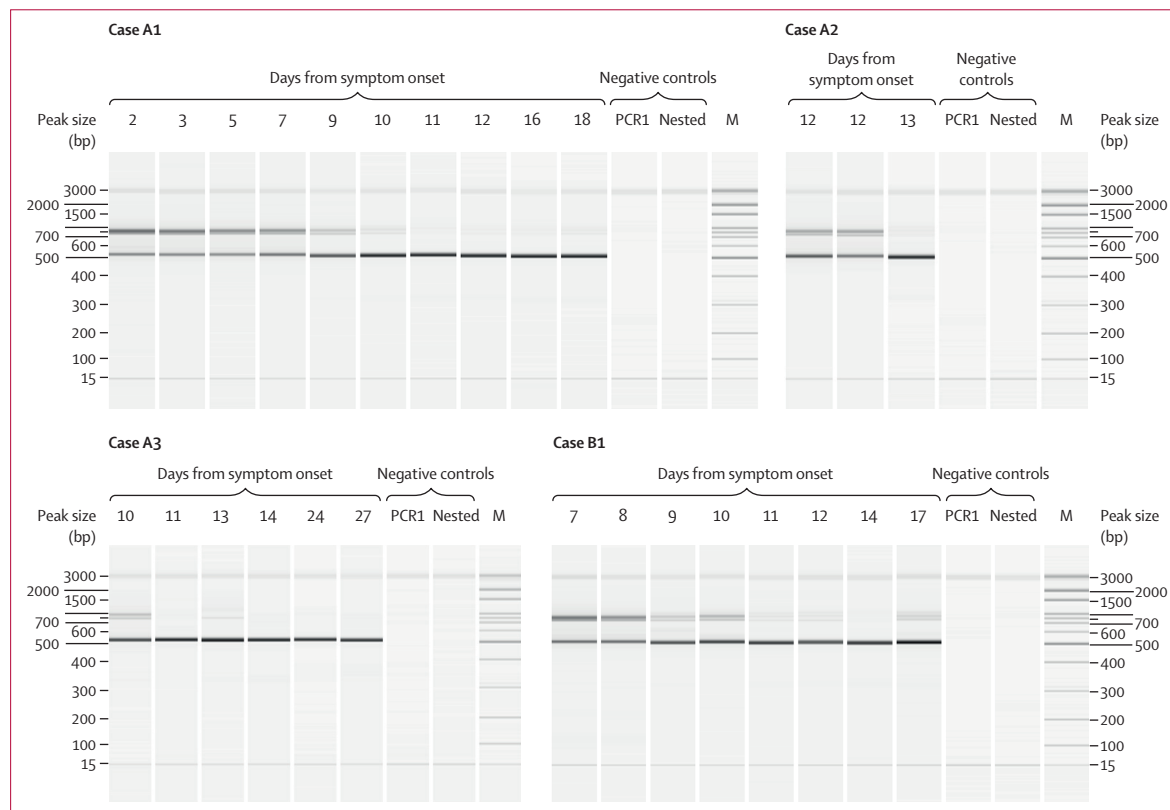 Case A1
Case A2
Days from symptom onset
Negative controls
Days from
symptom onset
Negative
controls
Peak size
(bp)
2 3 5 7 9 10 11 12 16 18 PCR1 Nested M
12 12 13 PCR1 Nested M
Peak size
(bp)
3000
2000
1500
700
600
500
400
300
200
100
15
3000
2000
1500
700
600
500
400
300
200
100
15
Case A3
Case B1
Days from symptom onset
Negative controls
Days from symptom onset
Negative controls
Peak size
(bp)
10 11 13 14 24 27 PCR1 Nested M
7 8 9 10 11 12 14 17 PCR1 Nested M
Peak size
(bp)
3000
2000
1500
700
600
500
400
300
200
100
15
3000
2000
1500
700
600
500
400
300
200
100
15